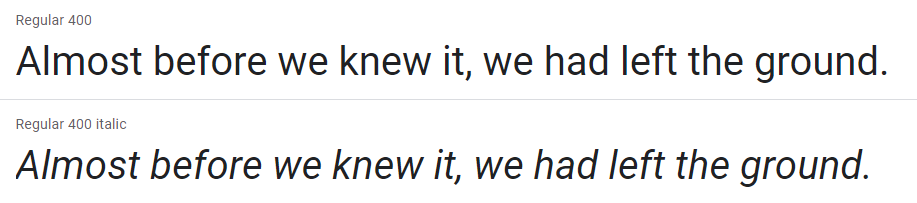 Regular 400
Almost before we knew it, we had left the ground.
Regular 400 italic
Almost before we knew it, we had left the ground.